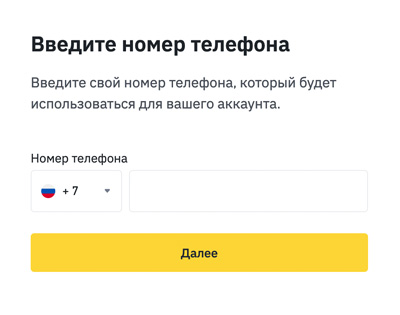 Введите номер телефона
Введите свой номер телефона, который будет
использоваться для вашего аккаунта.
Номер телефона
+ 7
Далее